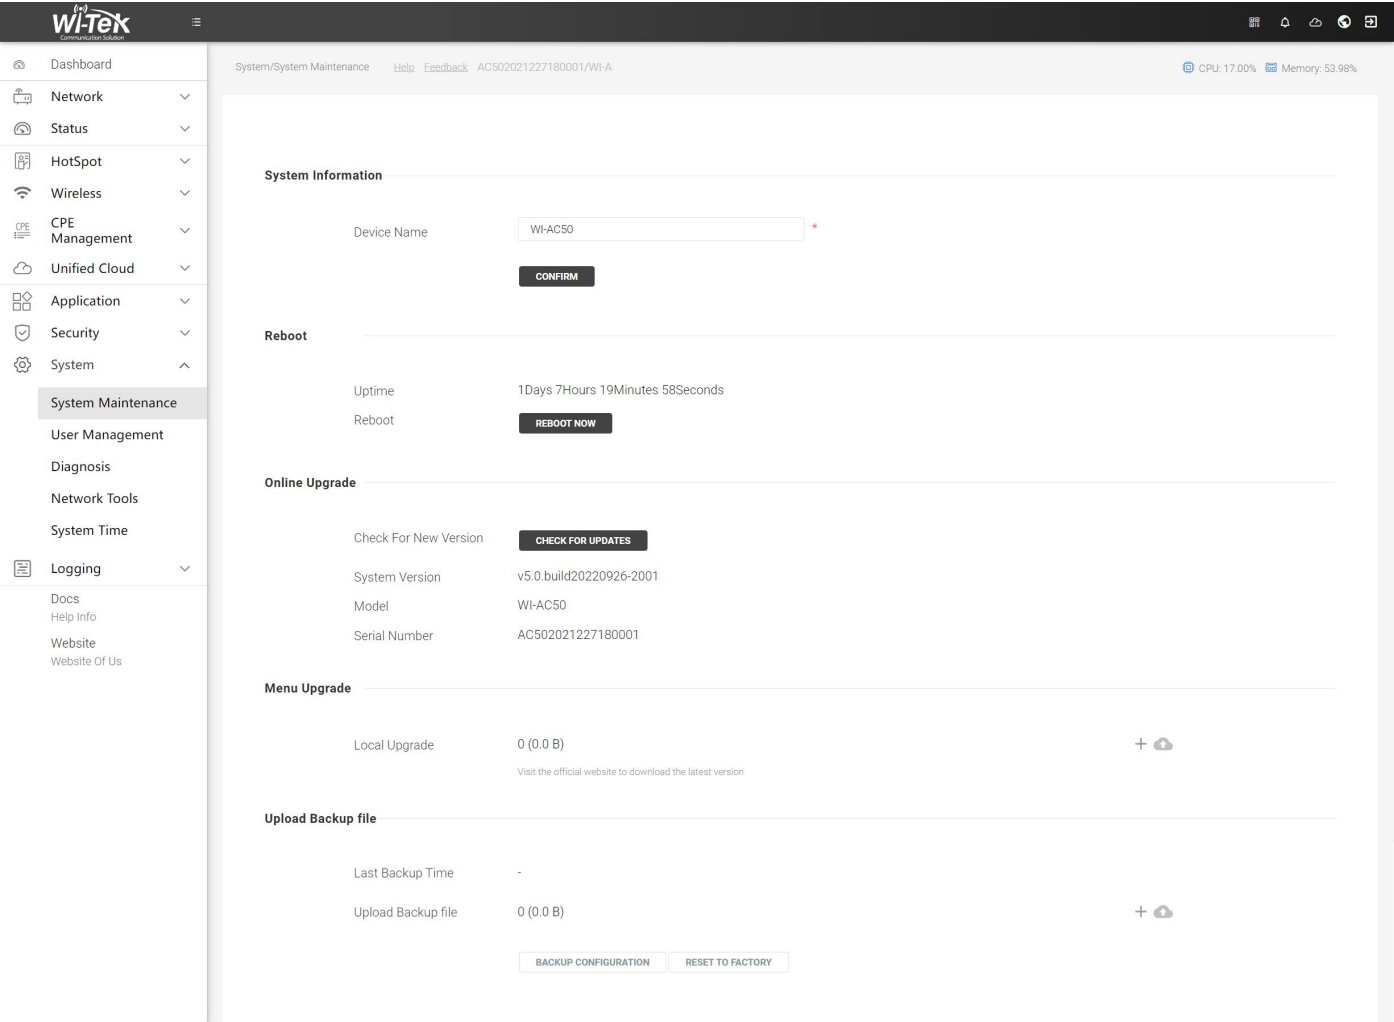 Wi-Tek
Communication Solution
Dashboard
Network
Status
HotSpot
Wireless
CPE
CPE
Management
Unified Cloud
Application
Security
System
System Maintenance
User Management
Diagnosis
Network Tools
System Time
Logging
Docs
Help Info
Website
Website Of Us
System/System Maintenance Help Feedback AC502021227180001/WI-A
CPU: 17.00% Memory: 53.98%
System Information
Device Name WI-AC50 *
CONFIRM
Reboot
Uptime 1Days 7Hours 19Minutes 58Seconds
Reboot REBOOT NOW
Online Upgrade
Check For New Version CHECK FOR UPDATES
System Version v5.0.build20220926-2001
Model WI-AC50
Serial Number AC502021227180001
Menu Upgrade
Local Upgrade 0 (0.0 B)
Visit the official website to download the latest version
Upload Backup file
Last Backup Time -
Upload Backup file 0 (0.0 B)
BACKUP CONFIGURATION RESET TO FACTORY